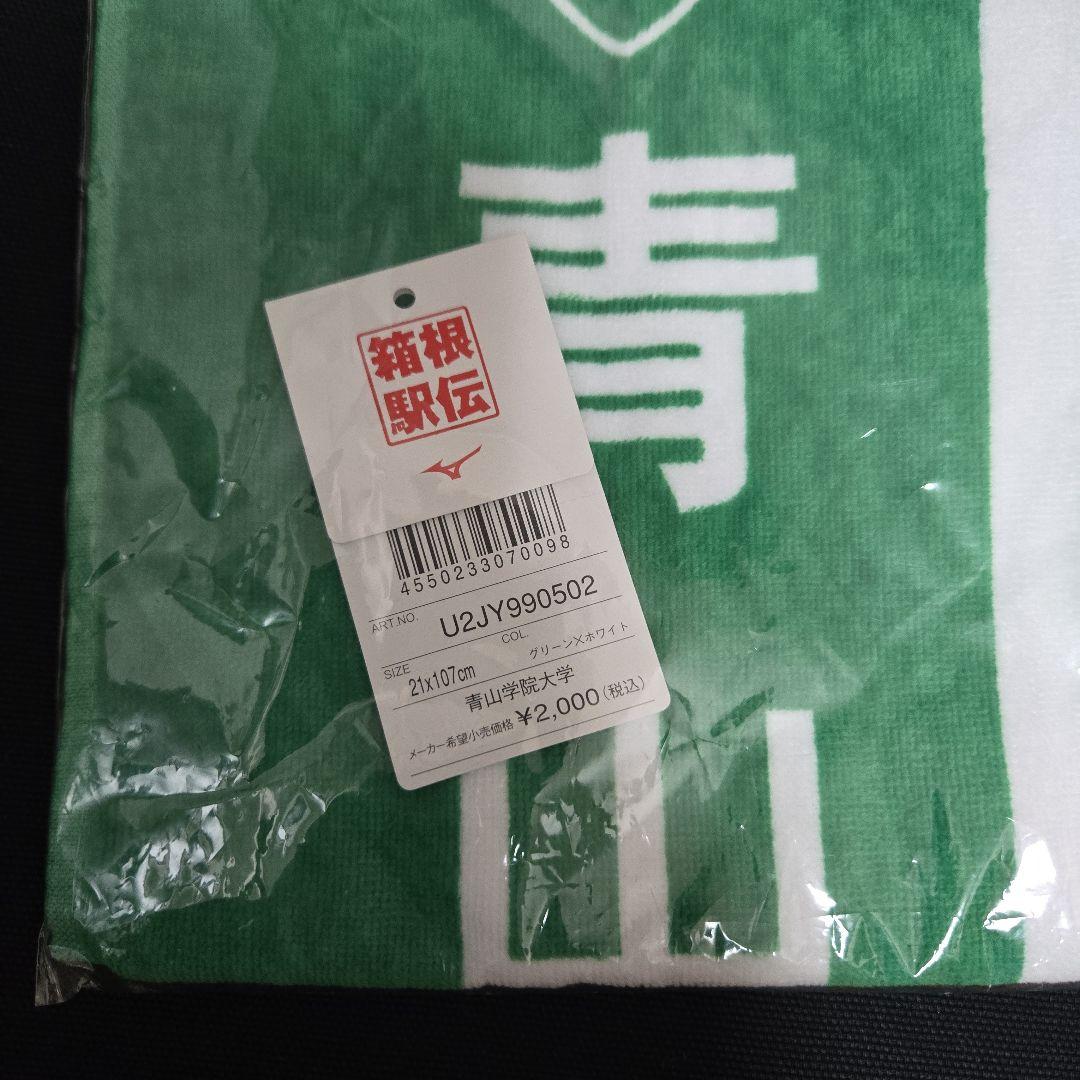 青
山
箱根
駅伝
4550233070098
ART.NO.
U2JY990502
COL.
SIZE
21x107cm
グリーン×ホワイト
青山学院大学
メーカー希望小売価格 ¥2,000(税込)